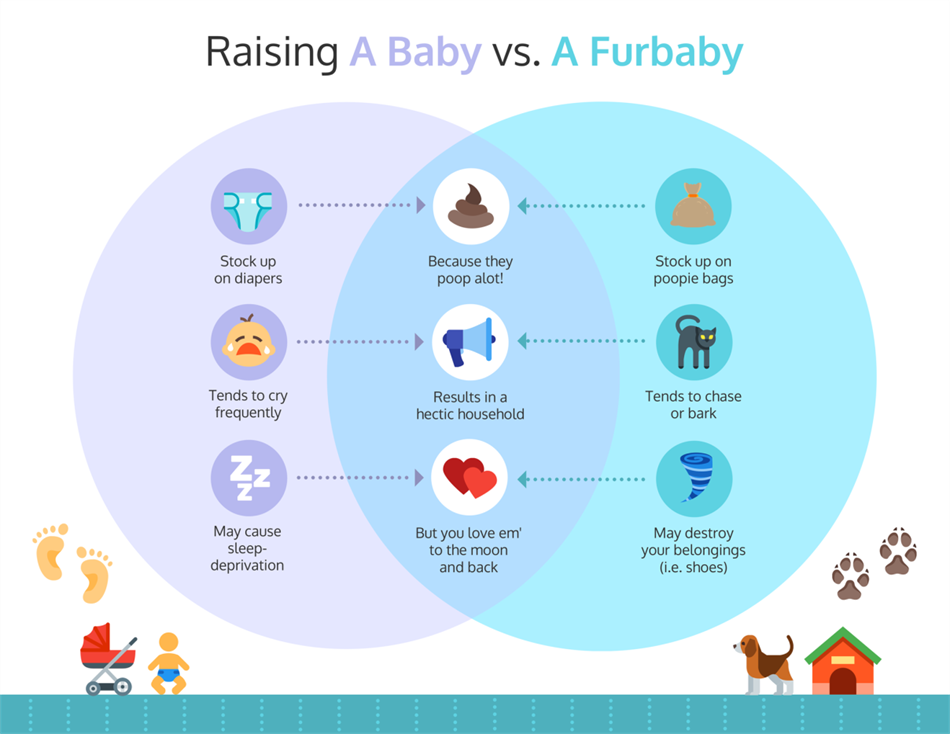 Raising A Baby vs. A Furbaby
Stock up
on diapers
Because they
poop alot!
Stock up on
poopie bags
Tends to cry
frequently
Results in a
hectic household
Tends to chase
or bark
ZZZ
May cause
sleep-
deprivation
But you love em'
to the moon
and back
May destroy
your belongings
(i.e. shoes)